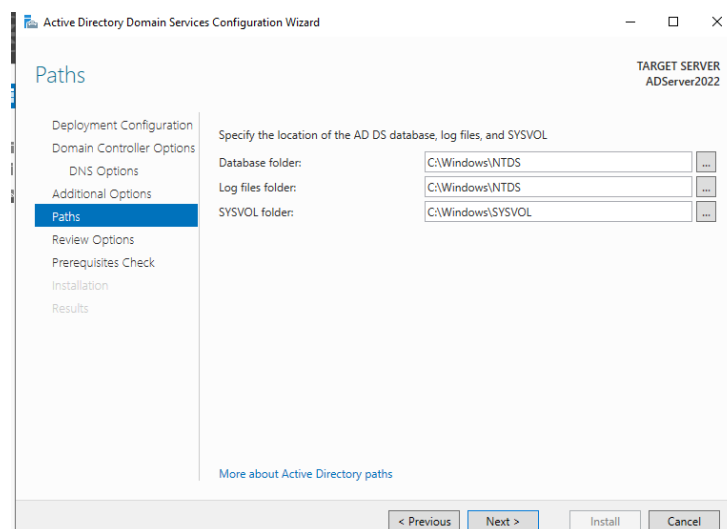 Active Directory Domain Services Configuration Wizard
Paths
TARGET SERVER
ADServer2022
Deployment Configuration
Domain Controller Options
DNS Options
Additional Options
Paths
Review Options
Prerequisites Check
Installation
Results
Specify the location of the AD DS database, log files, and SYSVOL
Database folder: C:\Windows\NTDS ...
Log files folder: C:\Windows\NTDS ...
SYSVOL folder: C:\Windows\SYSVOL ...
More about Active Directory paths
< Previous Next > Install Cancel